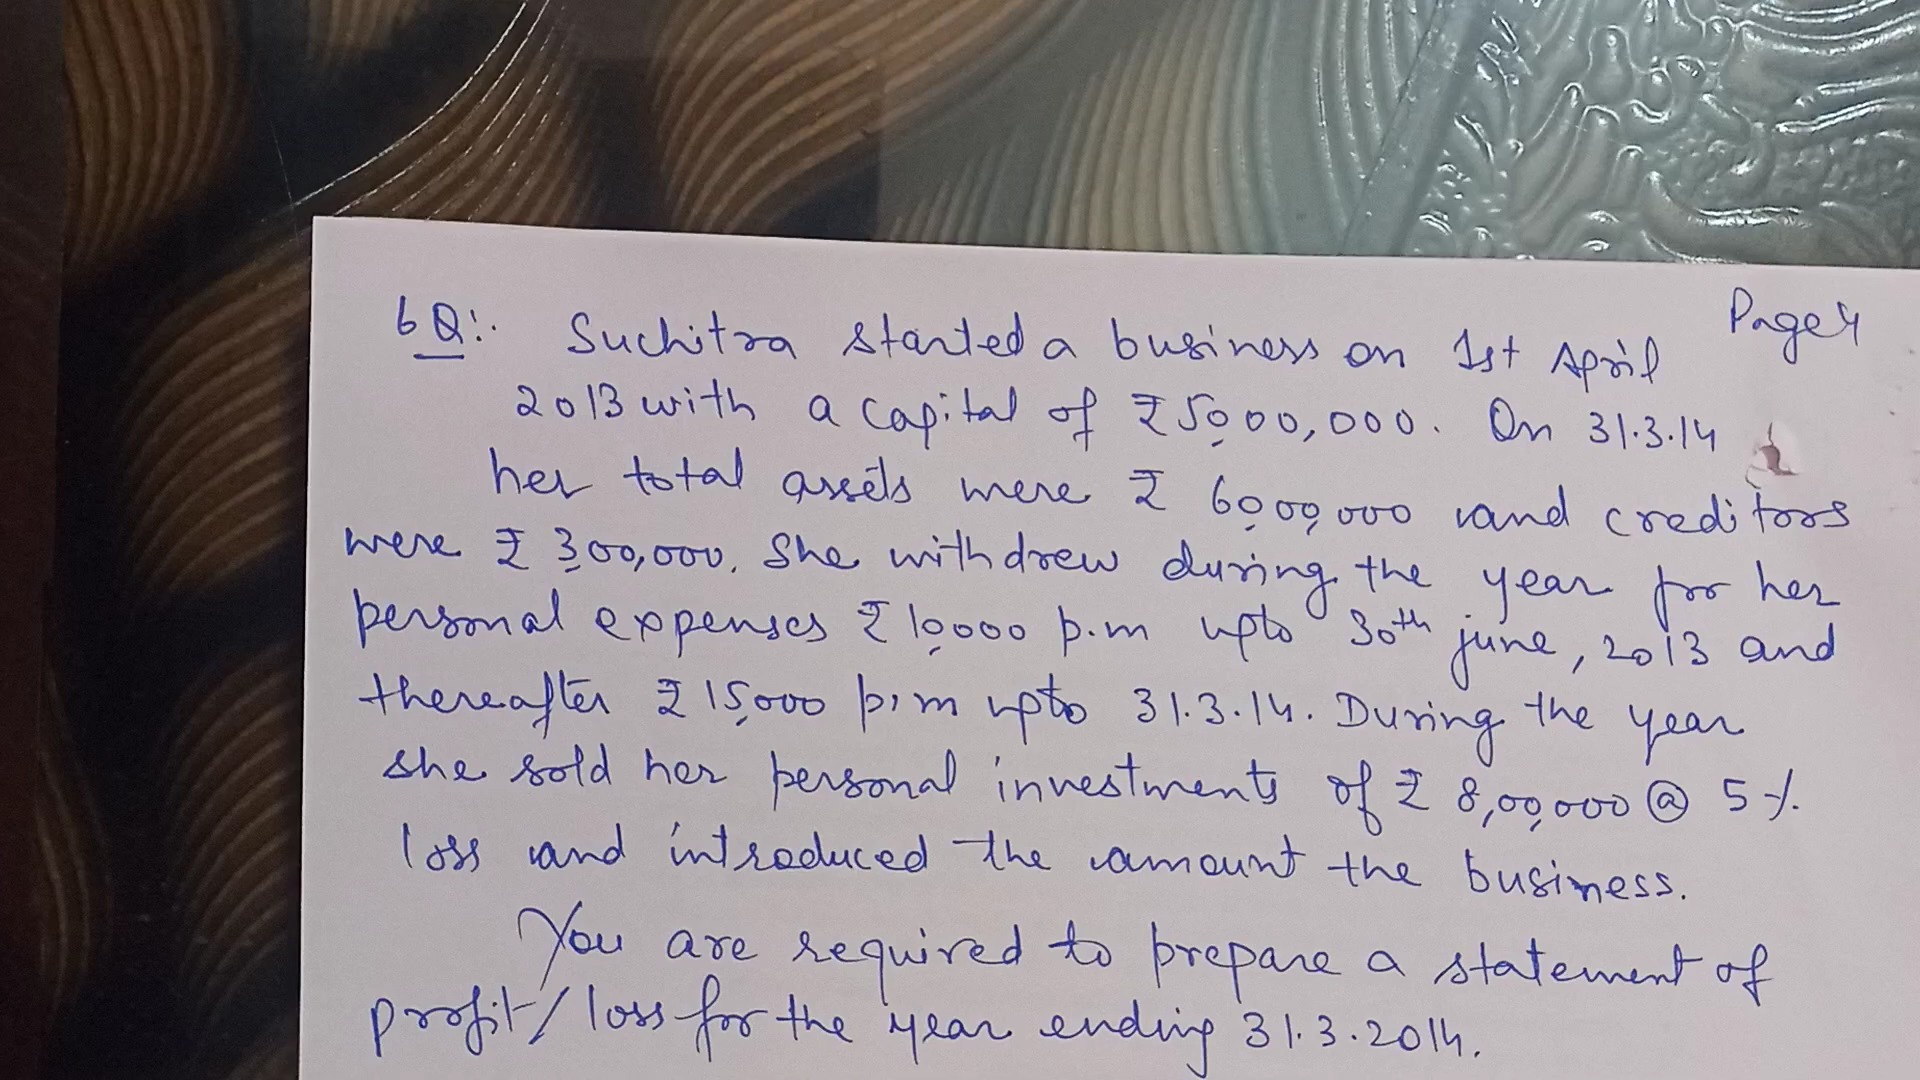 Page 4
6Q:. Suchitra started a business on 1st April
2013 with a capital of ₹ 50,00,000. On 31.3.14
her total assets were ₹ 60,00,000 and creditors
were ₹ 3,00,000. She withdrew during the year for her
personal expenses ₹ 10,000 p.m upto 30th june, 2013 and
thereafter ₹ 15,000 p.m upto 31.3.14. During the year
she sold her personal investments of ₹ 8,00,000 @ 5%
loss and introduced the amount the business.
You are required to prepare a statement of
profit/loss for the year ending 31.3.2014.